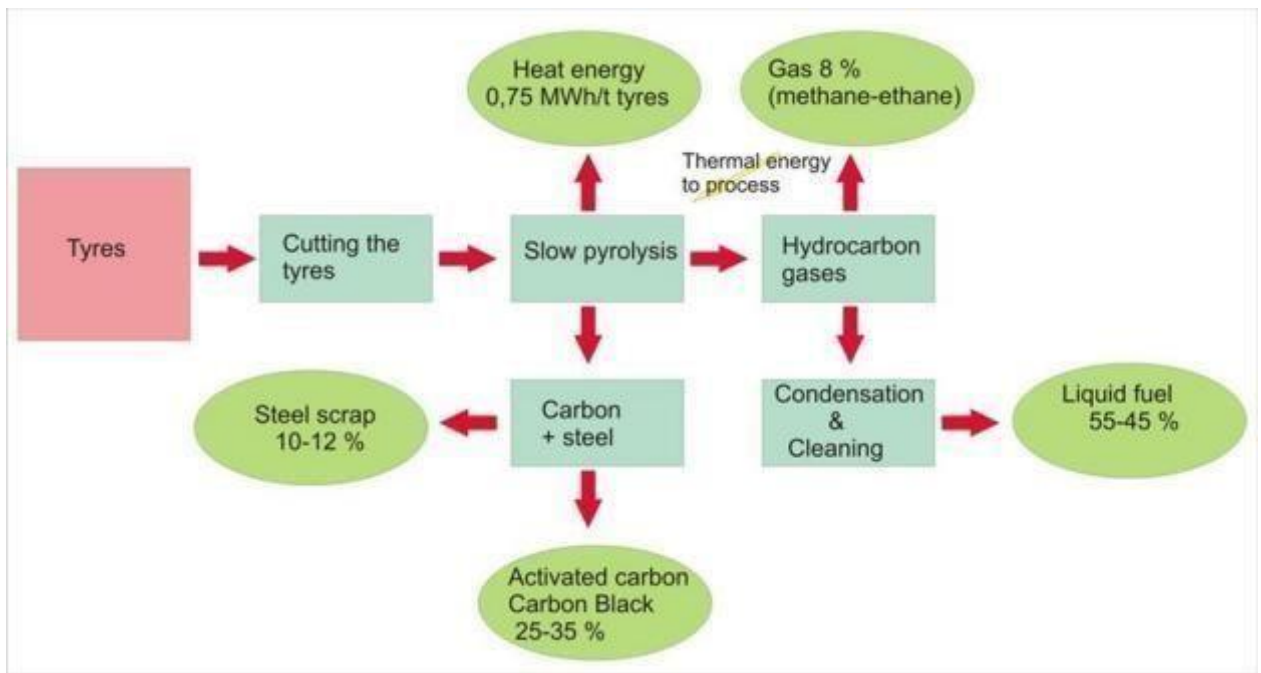 Heat energy
0,75 MWh/t tyres
Gas 8 %
(methane-ethane)
Thermal energy
to process
Tyres
Cutting the
tyres
Slow pyrolysis
Hydrocarbon
gases
Steel scrap
10-12 %
Carbon
+ steel
Condensation
&
Cleaning
Liquid fuel
55-45 %
Activated carbon
Carbon Black
25-35 %